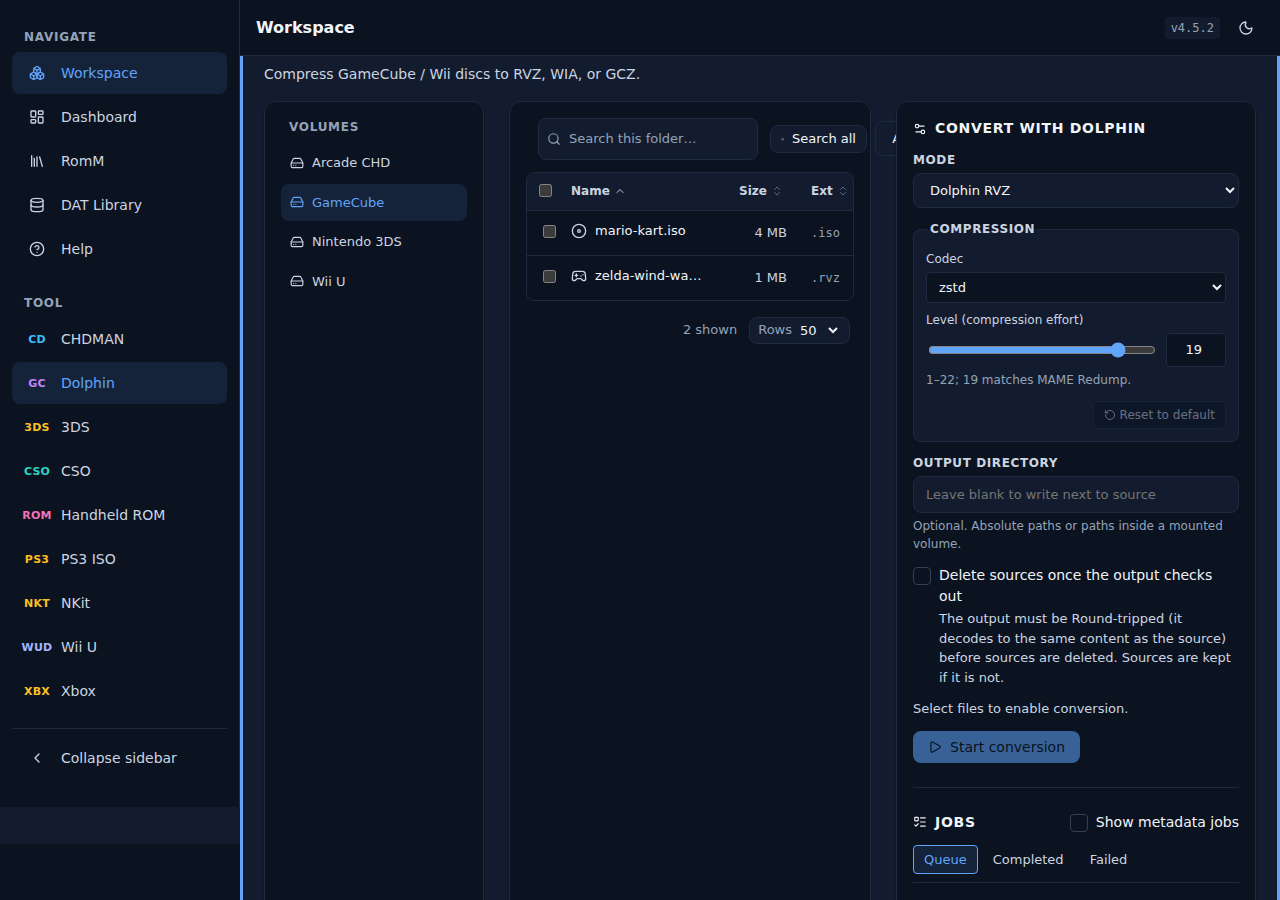 NAVIGATE
Workspace
Dashboard
RomM
DAT Library
Help
TOOL
CD CHDMAN
GC Dolphin
3DS 3DS
CSO CSO
ROM Handheld ROM
PS3 PS3 ISO
NKT NKit
WUD Wii U
XBX Xbox
Collapse sidebar
Workspace
v4.5.2
Compress GameCube / Wii discs to RVZ, WIA, or GCZ.
VOLUMES
Arcade CHD
GameCube
Nintendo 3DS
Wii U
Search this folder…
Search all
Name Size Ext
mario-kart.iso 4 MB .iso
zelda-wind-wa… 1 MB .rvz
2 shown Rows 50
CONVERT WITH DOLPHIN
MODE
Dolphin RVZ
COMPRESSION
Codec
zstd
Level (compression effort)
19
1–22; 19 matches MAME Redump.
Reset to default
OUTPUT DIRECTORY
Leave blank to write next to source
Optional. Absolute paths or paths inside a mounted
volume.
Delete sources once the output checks
out
The output must be Round-tripped (it
decodes to the same content as the source)
before sources are deleted. Sources are kept
if it is not.
Select files to enable conversion.
Start conversion
JOBS
Show metadata jobs
Queue Completed Failed